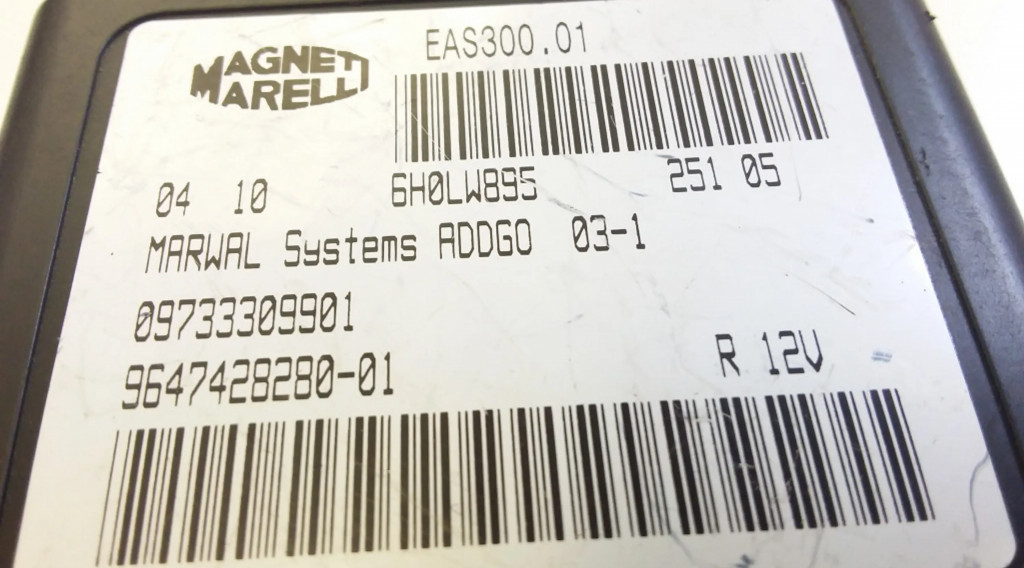 MAGNETI
MARELLI
EAS300.01
04 10 6H0LW895 251 05
MARWAL Systems ADDGO 03-1
09733309901
9647428280-01
R 12V